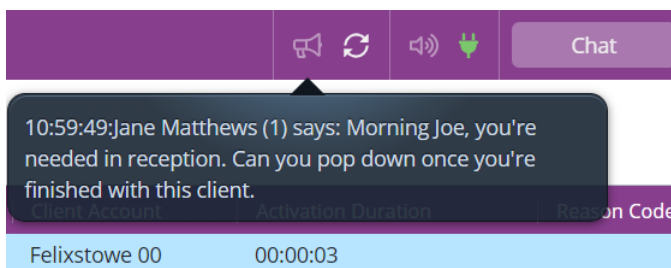 Chat
10:59:49:Jane Matthews (1) says: Morning Joe, you're
needed in reception. Can you pop down once you're
finished with this client.
Client Account Activation Duration Reason Code
Felixstowe 00 00:00:03